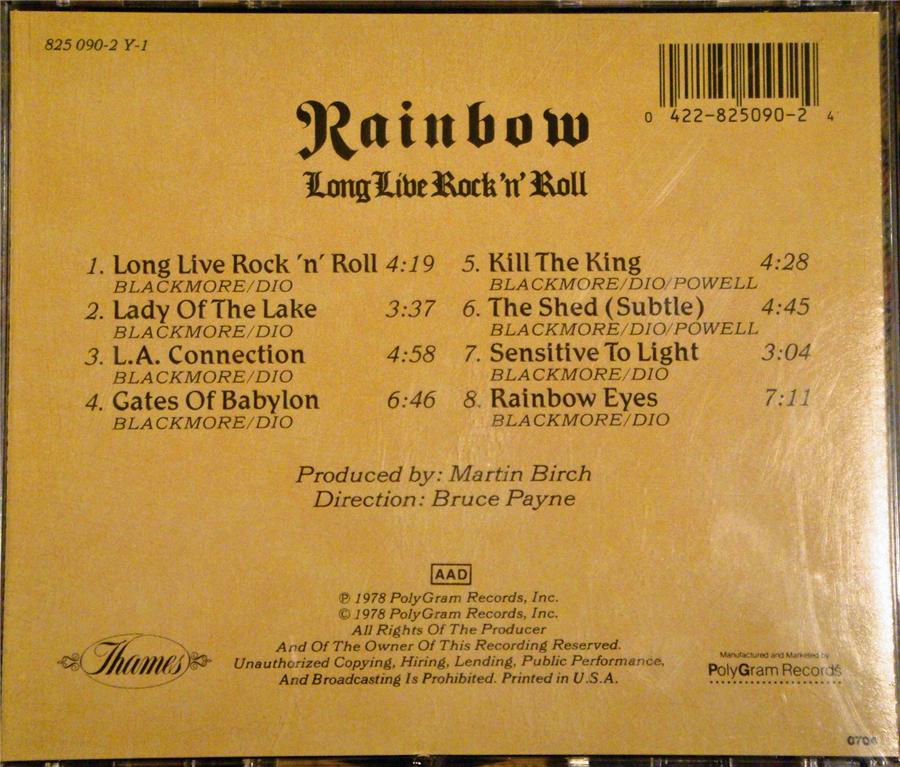 825 090-2 Y-1
0 422-825090-2 4
Rainbow
Long Live Rock 'n' Roll
1. Long Live Rock 'n' Roll 4:19
BLACKMORE/DIO
2. Lady Of The Lake 3:37
BLACKMORE/DIO
3. L.A. Connection 4:58
BLACKMORE/DIO
4. Gates Of Babylon 6:46
BLACKMORE/DIO
5. Kill The King 4:28
BLACKMORE/DIO/POWELL
6. The Shed (Subtle) 4:45
BLACKMORE/DIO/POWELL
7. Sensitive To Light 3:04
BLACKMORE/DIO
8. Rainbow Eyes 7:11
BLACKMORE/DIO
Produced by: Martin Birch
Direction: Bruce Payne
AAD
℗ 1978 PolyGram Records, Inc.
© 1978 PolyGram Records, Inc.
All Rights Of The Producer
And Of The Owner Of This Recording Reserved.
Unauthorized Copying, Hiring, Lending, Public Performance,
And Broadcasting Is Prohibited. Printed in U.S.A.
Thames
Manufactured and Marketed by
PolyGram Records
0704